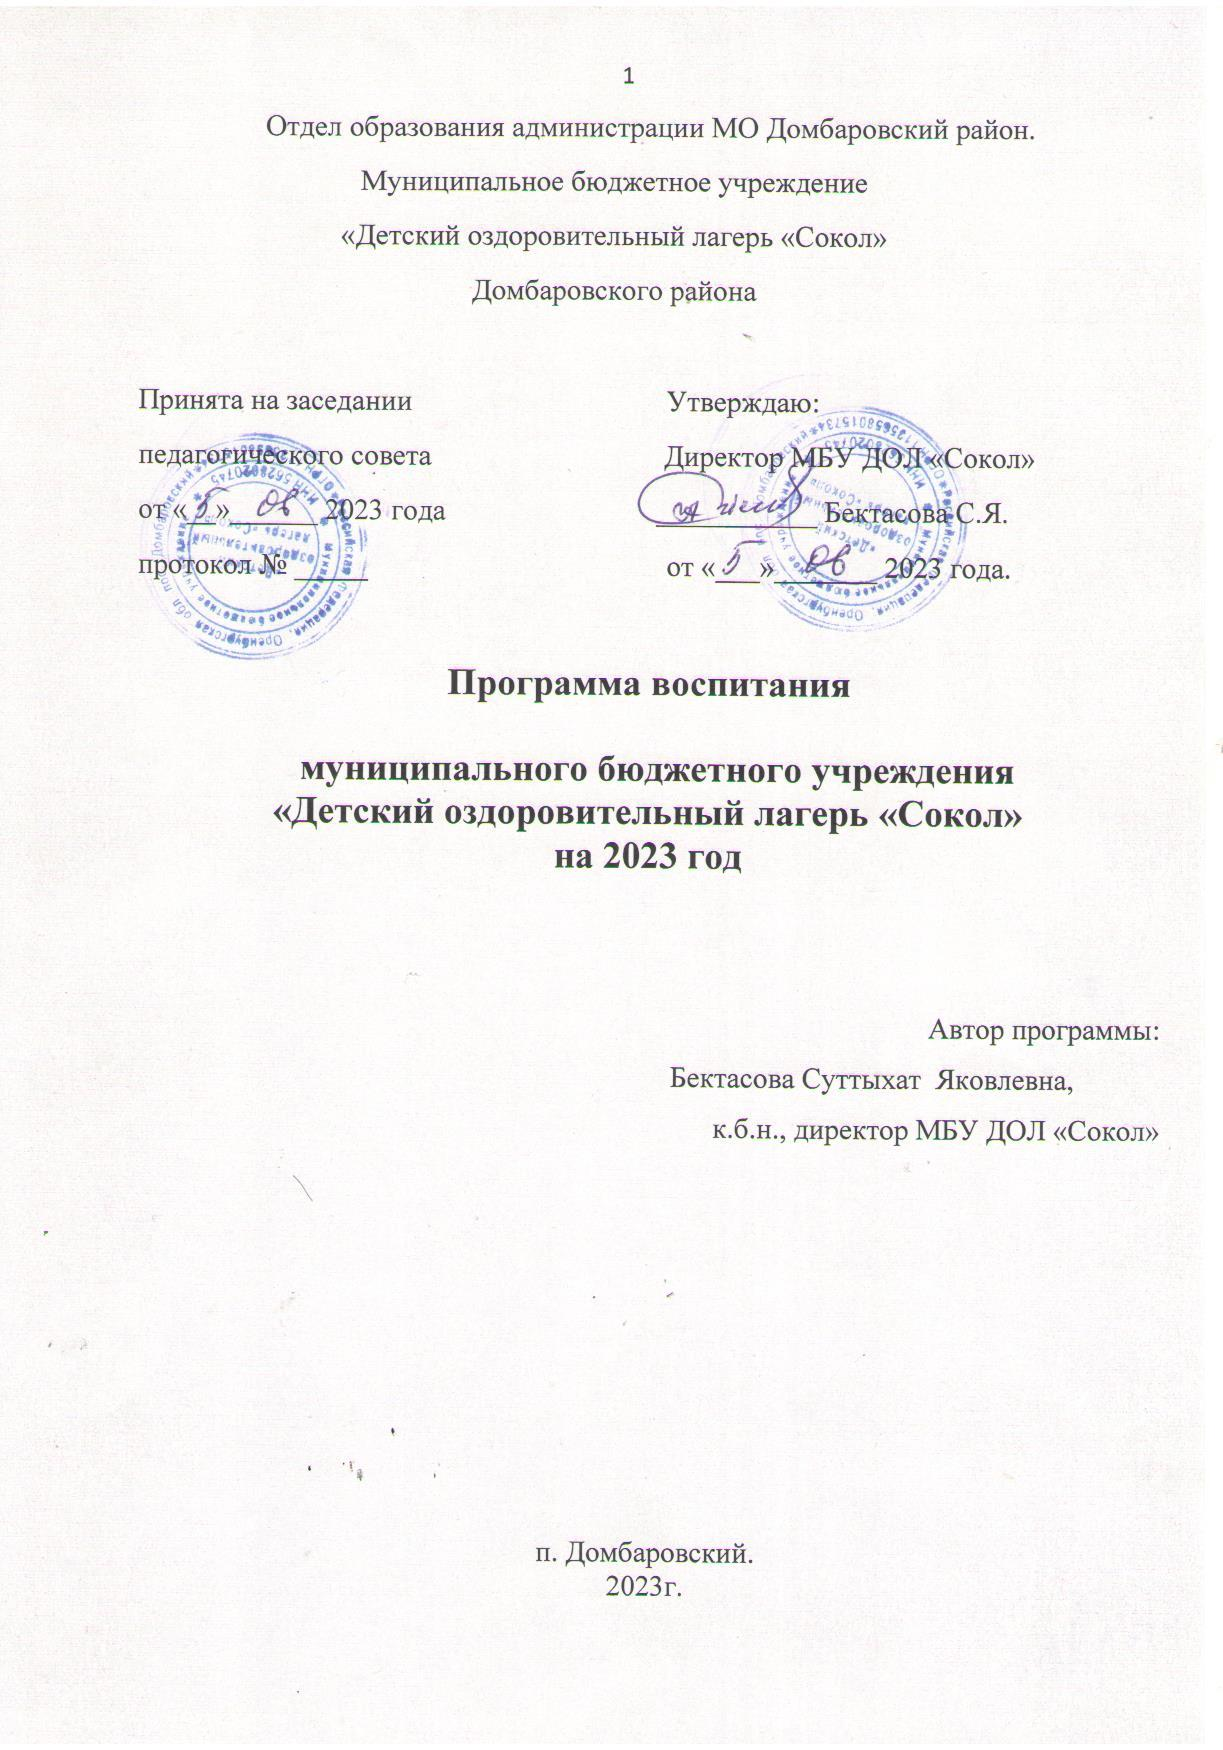 1
Отдел образования администрации МО Домбаровский район.
Муниципальное бюджетное учреждение
«Детский оздоровительный лагерь «Сокол»
Домбаровского района
Принята на заседании
педагогического совета
от «5» 06 2023 года
протокол № _____
Утверждаю:
Директор МБУ ДОЛ «Сокол»
___________ Бектасова С.Я.
от «5» 06 2023 года.
Программа воспитания
муниципального бюджетного учреждения
«Детский оздоровительный лагерь «Сокол»
на 2023 год
Автор программы:
Бектасова Суттыхат Яковлевна,
к.б.н., директор МБУ ДОЛ «Сокол»
п. Домбаровский.
2023г.